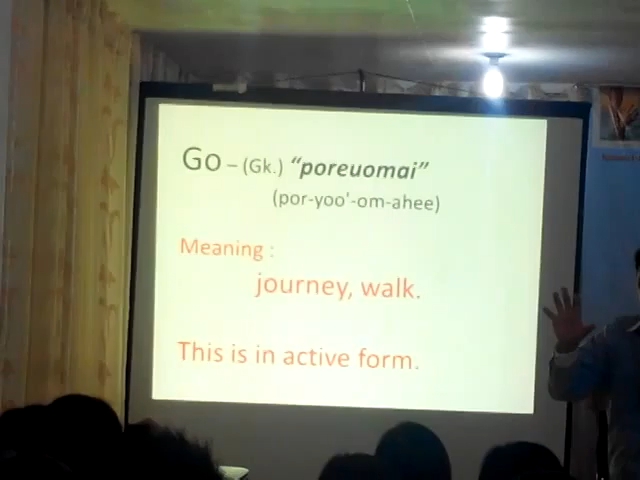 Go – (Gk.) “poreuomai”
(por-yoo'-om-ahee)
Meaning :
journey, walk.
This is in active form.